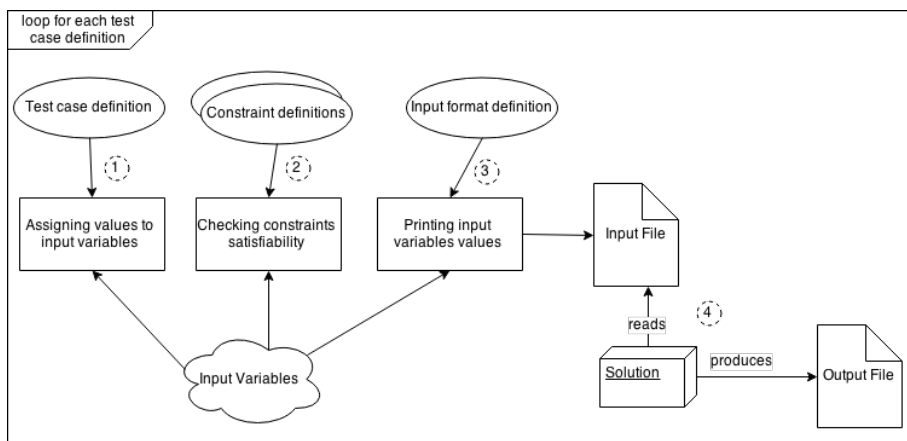 loop for each test
case definition
Test case definition
Constraint definitions
Input format definition
1
2
3
Assigning values to
input variables
Checking constraints
satisfiability
Printing input
variables values
Input File
4
reads
Input Variables
Solution
produces
Output File